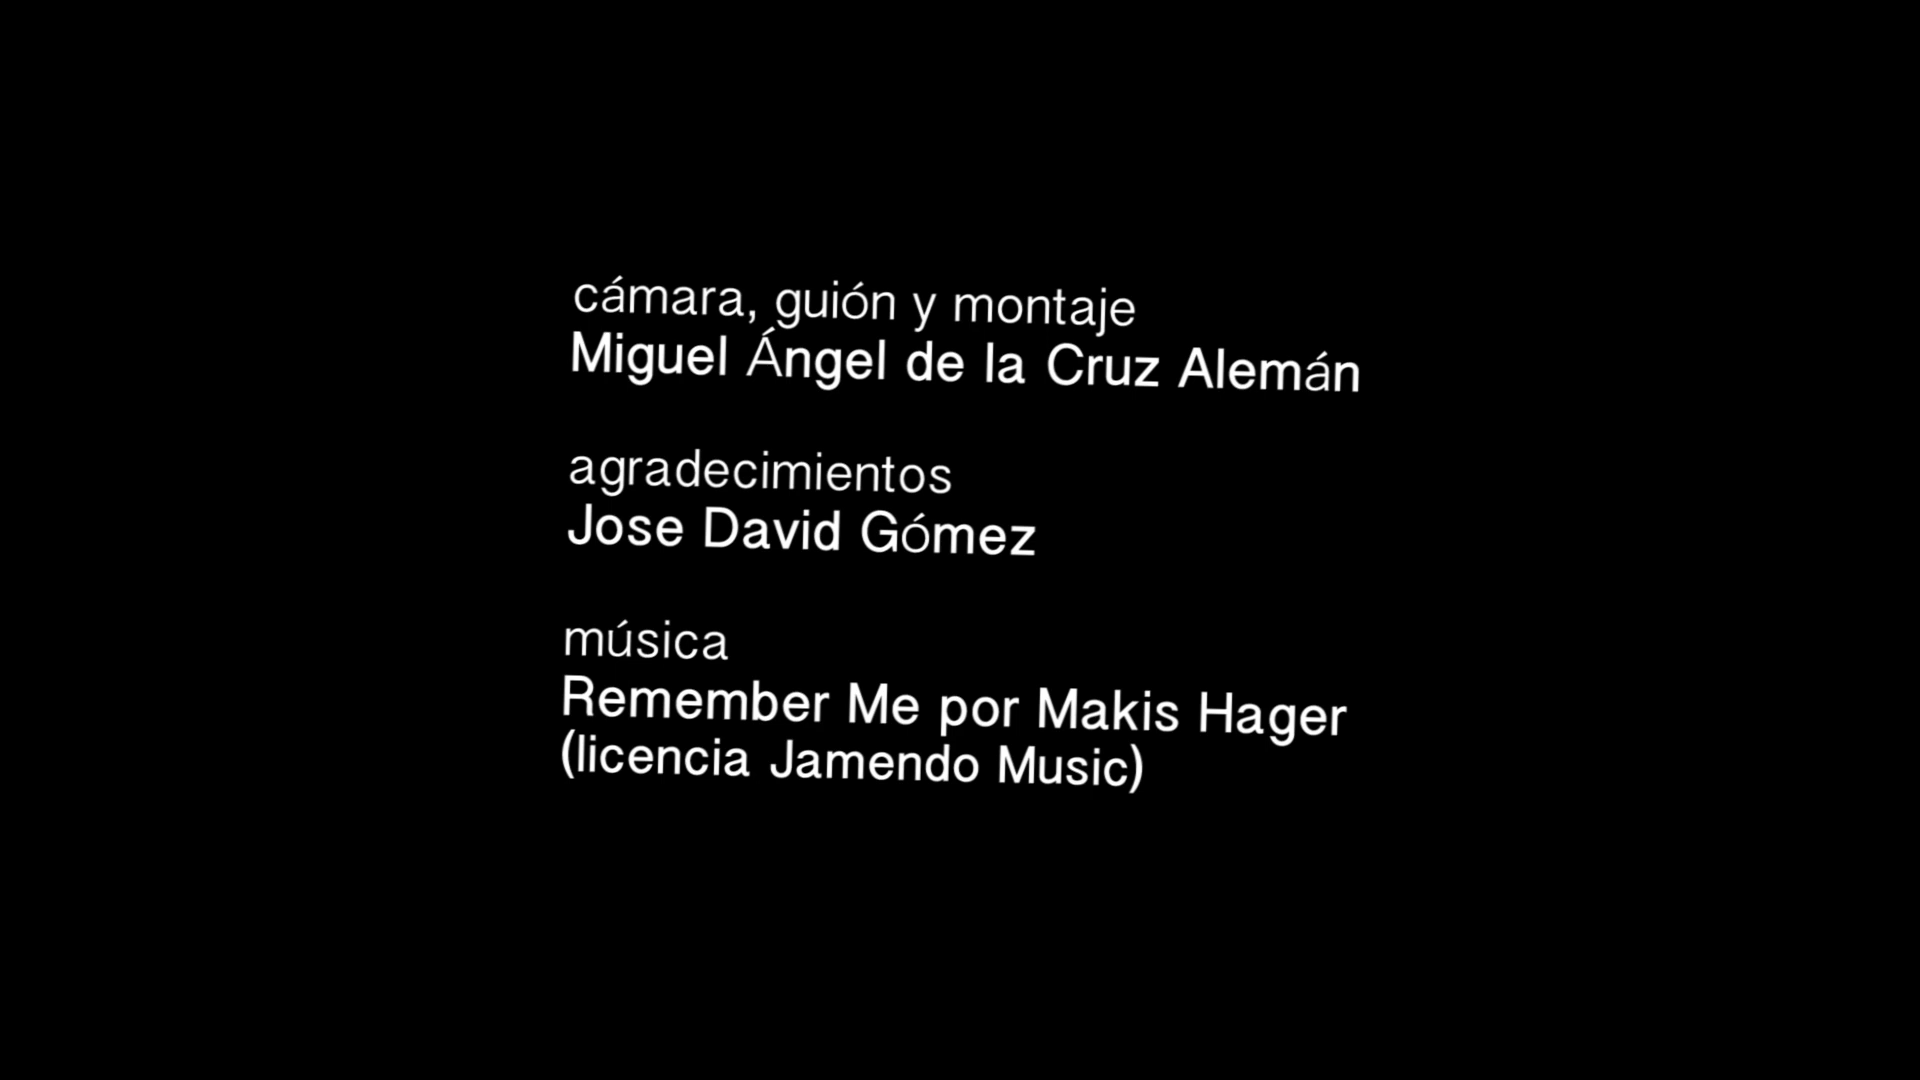 cámara, guión y montaje
Miguel Ángel de la Cruz Alemán
agradecimientos
Jose David Gómez
música
Remember Me por Makis Hager
(licencia Jamendo Music)